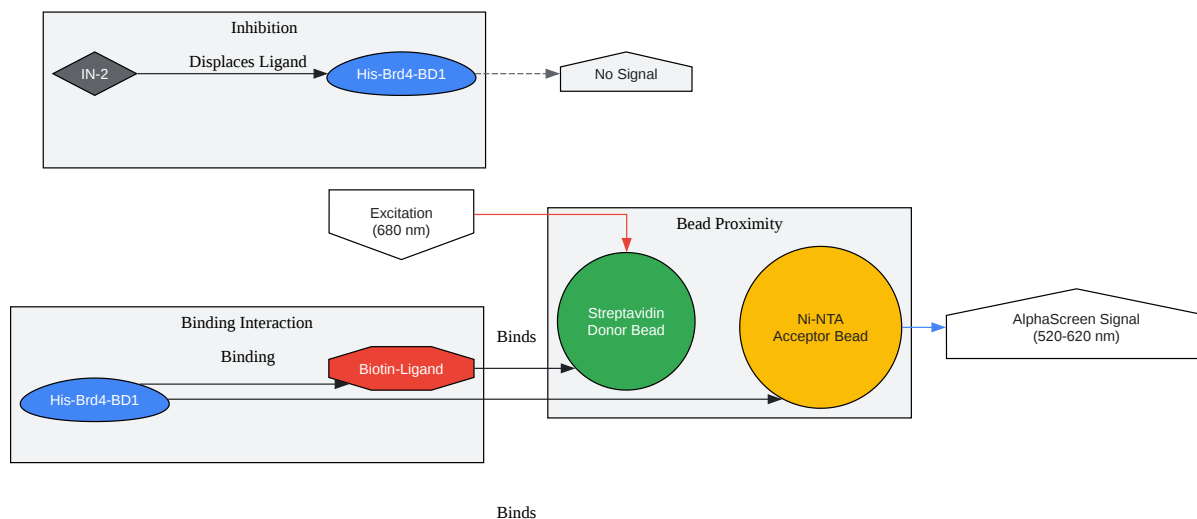 Inhibition
Displaces Ligand
IN-2
His-Brd4-BD1
No Signal
Excitation
(680 nm)
Bead Proximity
Streptavidin
Donor Bead
Ni-NTA
Acceptor Bead
AlphaScreen Signal
(520-620 nm)
Binding Interaction
Binding
Binds
Biotin-Ligand
His-Brd4-BD1
Binds